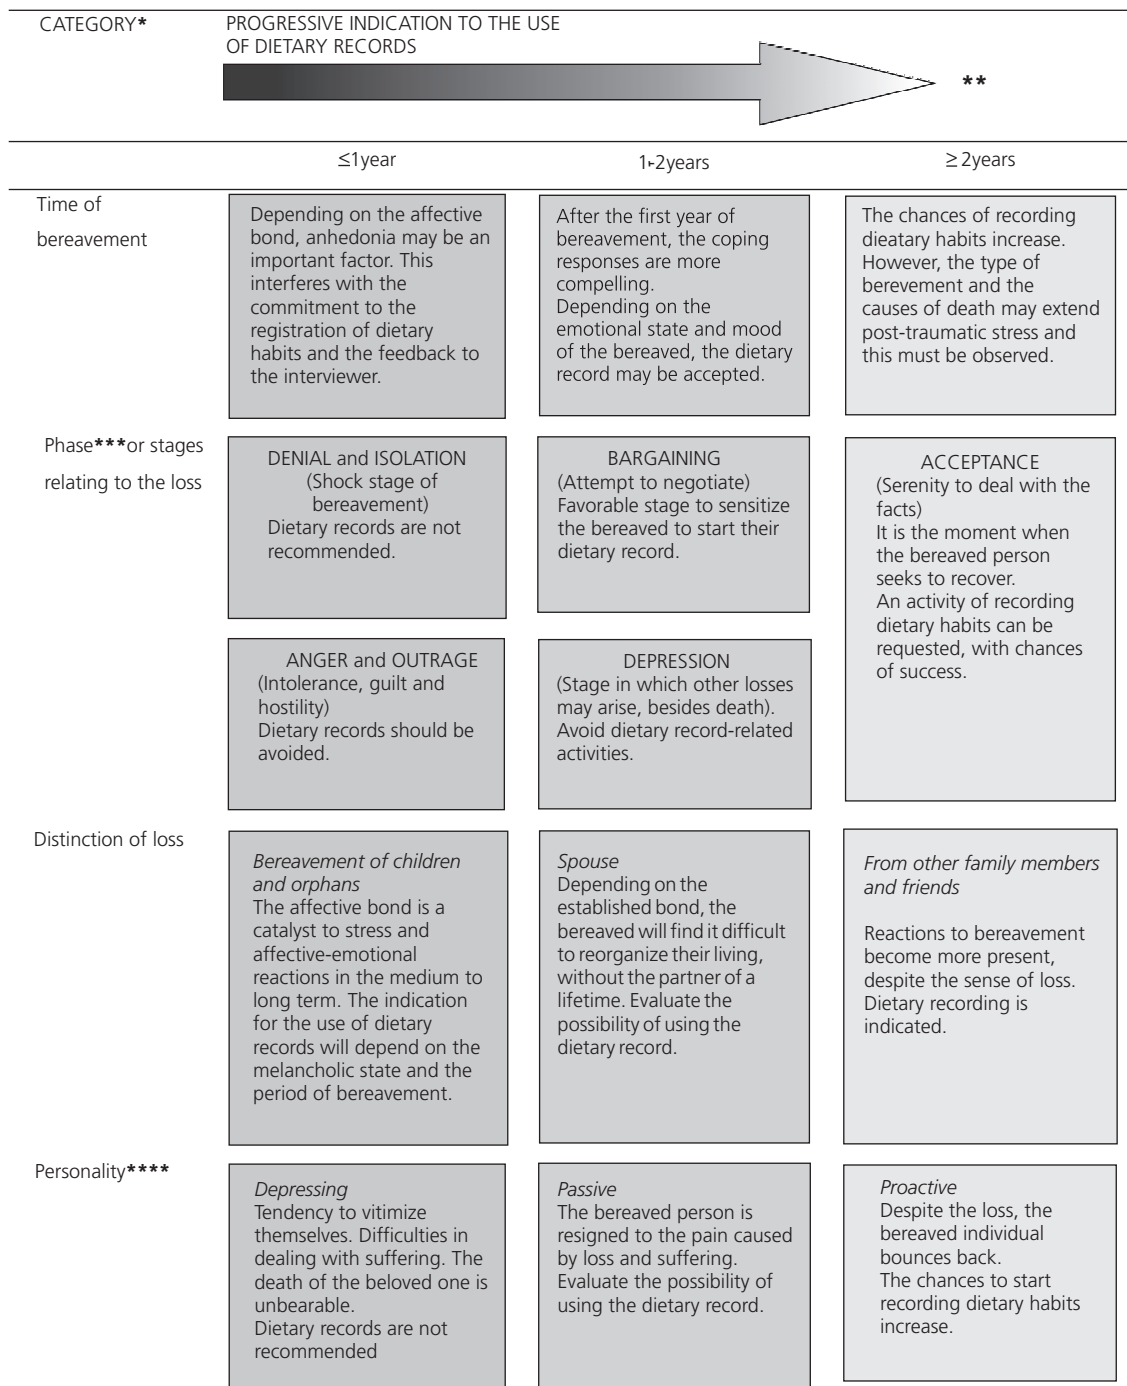 CATEGORY*
PROGRESSIVE INDICATION TO THE USE
OF DIETARY RECORDS
**
≤1year
1⊢2years
≥ 2years
Time of
bereavement
Depending on the affective
bond, anhedonia may be an
important factor. This
interferes with the
commitment to the
registration of dietary
habits and the feedback to
the interviewer.
After the first year of
bereavement, the coping
responses are more
compelling.
Depending on the
emotional state and mood
of the bereaved, the dietary
record may be accepted.
The chances of recording
dieatary habits increase.
However, the type of
berevement and the
causes of death may extend
post-traumatic stress and
this must be observed.
Phase***or stages
relating to the loss
DENIAL and ISOLATION
(Shock stage of
bereavement)
Dietary records are not
recommended.
BARGAINING
(Attempt to negotiate)
Favorable stage to sensitize
the bereaved to start their
dietary record.
ACCEPTANCE
(Serenity to deal with the
facts)
It is the moment when
the bereaved person
seeks to recover.
An activity of recording
dietary habits can be
requested, with chances
of success.
ANGER and OUTRAGE
(Intolerance, guilt and
hostility)
Dietary records should be
avoided.
DEPRESSION
(Stage in which other losses
may arise, besides death).
Avoid dietary record-related
activities.
Distinction of loss
Bereavement of children
and orphans
The affective bond is a
catalyst to stress and
affective-emotional
reactions in the medium to
long term. The indication
for the use of dietary
records will depend on the
melancholic state and the
period of bereavement.
Spouse
Depending on the
established bond, the
bereaved will find it difficult
to reorganize their living,
without the partner of a
lifetime. Evaluate the
possibility of using the
dietary record.
From other family members
and friends
Reactions to bereavement
become more present,
despite the sense of loss.
Dietary recording is
indicated.
Personality****
Depressing
Tendency to vitimize
themselves. Difficulties in
dealing with suffering. The
death of the beloved one is
unbearable.
Dietary records are not
recommended
Passive
The bereaved person is
resigned to the pain caused
by loss and suffering.
Evaluate the possibility of
using the dietary record.
Proactive
Despite the loss, the
bereaved individual
bounces back.
The chances to start
recording dietary habits
increase.